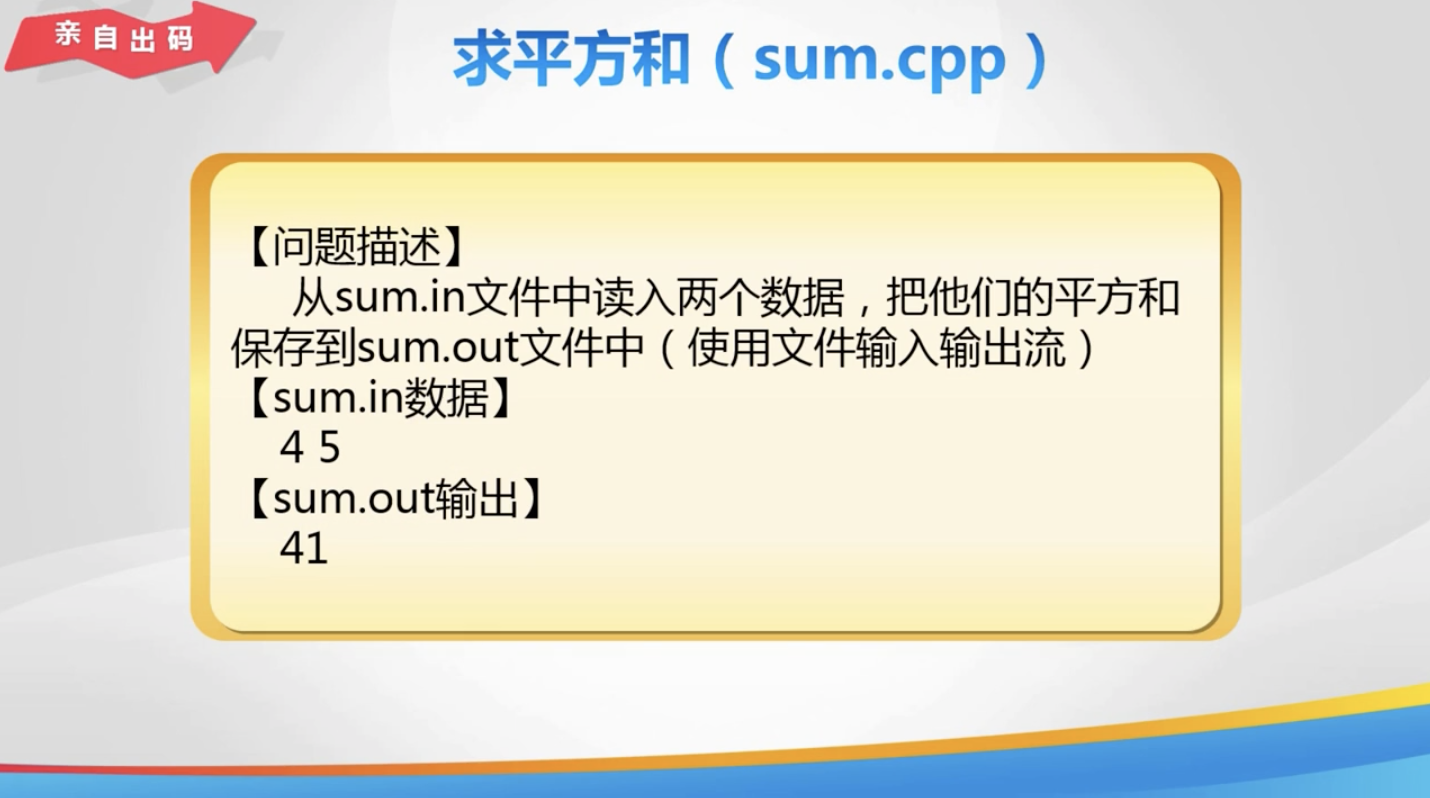 亲自出码
求平方和（sum.cpp）
【问题描述】
从sum.in文件中读入两个数据，把他们的平方和
保存到sum.out文件中（使用文件输入输出流）
【sum.in数据】
4 5
【sum.out输出】
41